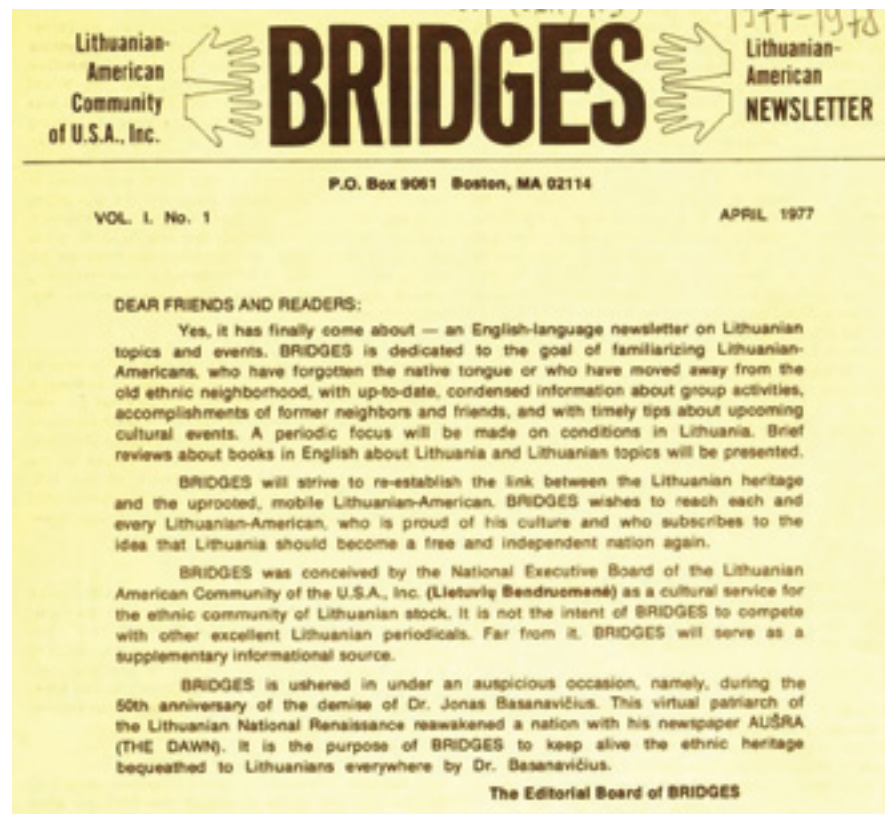 1977-1978
Lithuanian-
American
Community
of U.S.A., Inc.
BRIDGES
Lithuanian-
American
NEWSLETTER
P.O. Box 9061 Boston, MA 02114
VOL. I. No. 1
APRIL 1977
DEAR FRIENDS AND READERS:
Yes, it has finally come about — an English-language newsletter on Lithuanian
topics and events. BRIDGES is dedicated to the goal of familiarizing Lithuanian-
Americans, who have forgotten the native tongue or who have moved away from the
old ethnic neighborhood, with up-to-date, condensed information about group activities,
accomplishments of former neighbors and friends, and with timely tips about upcoming
cultural events. A periodic focus will be made on conditions in Lithuania. Brief
reviews about books in English about Lithuania and Lithuanian topics will be presented.
BRIDGES will strive to re-establish the link between the Lithuanian heritage
and the uprooted, mobile Lithuanian-American. BRIDGES wishes to reach each and
every Lithuanian-American, who is proud of his culture and who subscribes to the
idea that Lithuania should become a free and independent nation again.
BRIDGES was conceived by the National Executive Board of the Lithuanian
American Community of the U.S.A., Inc. (Lietuvių Bendrucmenė) as a cultural service for
the ethnic community of Lithuanian stock. It is not the intent of BRIDGES to compete
with other excellent Lithuanian periodicals. Far from it. BRIDGES will serve as a
supplementary informational source.
BRIDGES is ushered in under an auspicious occasion, namely, during the
50th anniversary of the demise of Dr. Jonas Basanavičius. This virtual patriarch of
the Lithuanian National Renaissance reawakened a nation with his newspaper AUŠRA
(THE DAWN). It is the purpose of BRIDGES to keep alive the ethnic heritage
bequeathed to Lithuanians everywhere by Dr. Basanavičius.
The Editorial Board of BRIDGES